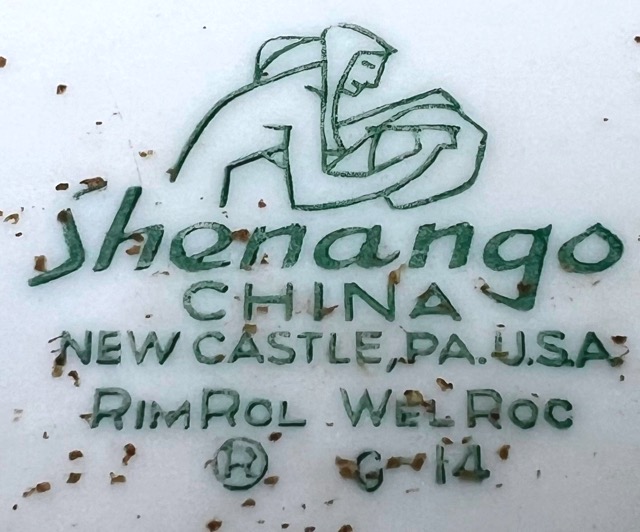 Shenango
CHINA
NEW CASTLE, PA. U.S.A.
RIMROL WELROC
H G-14